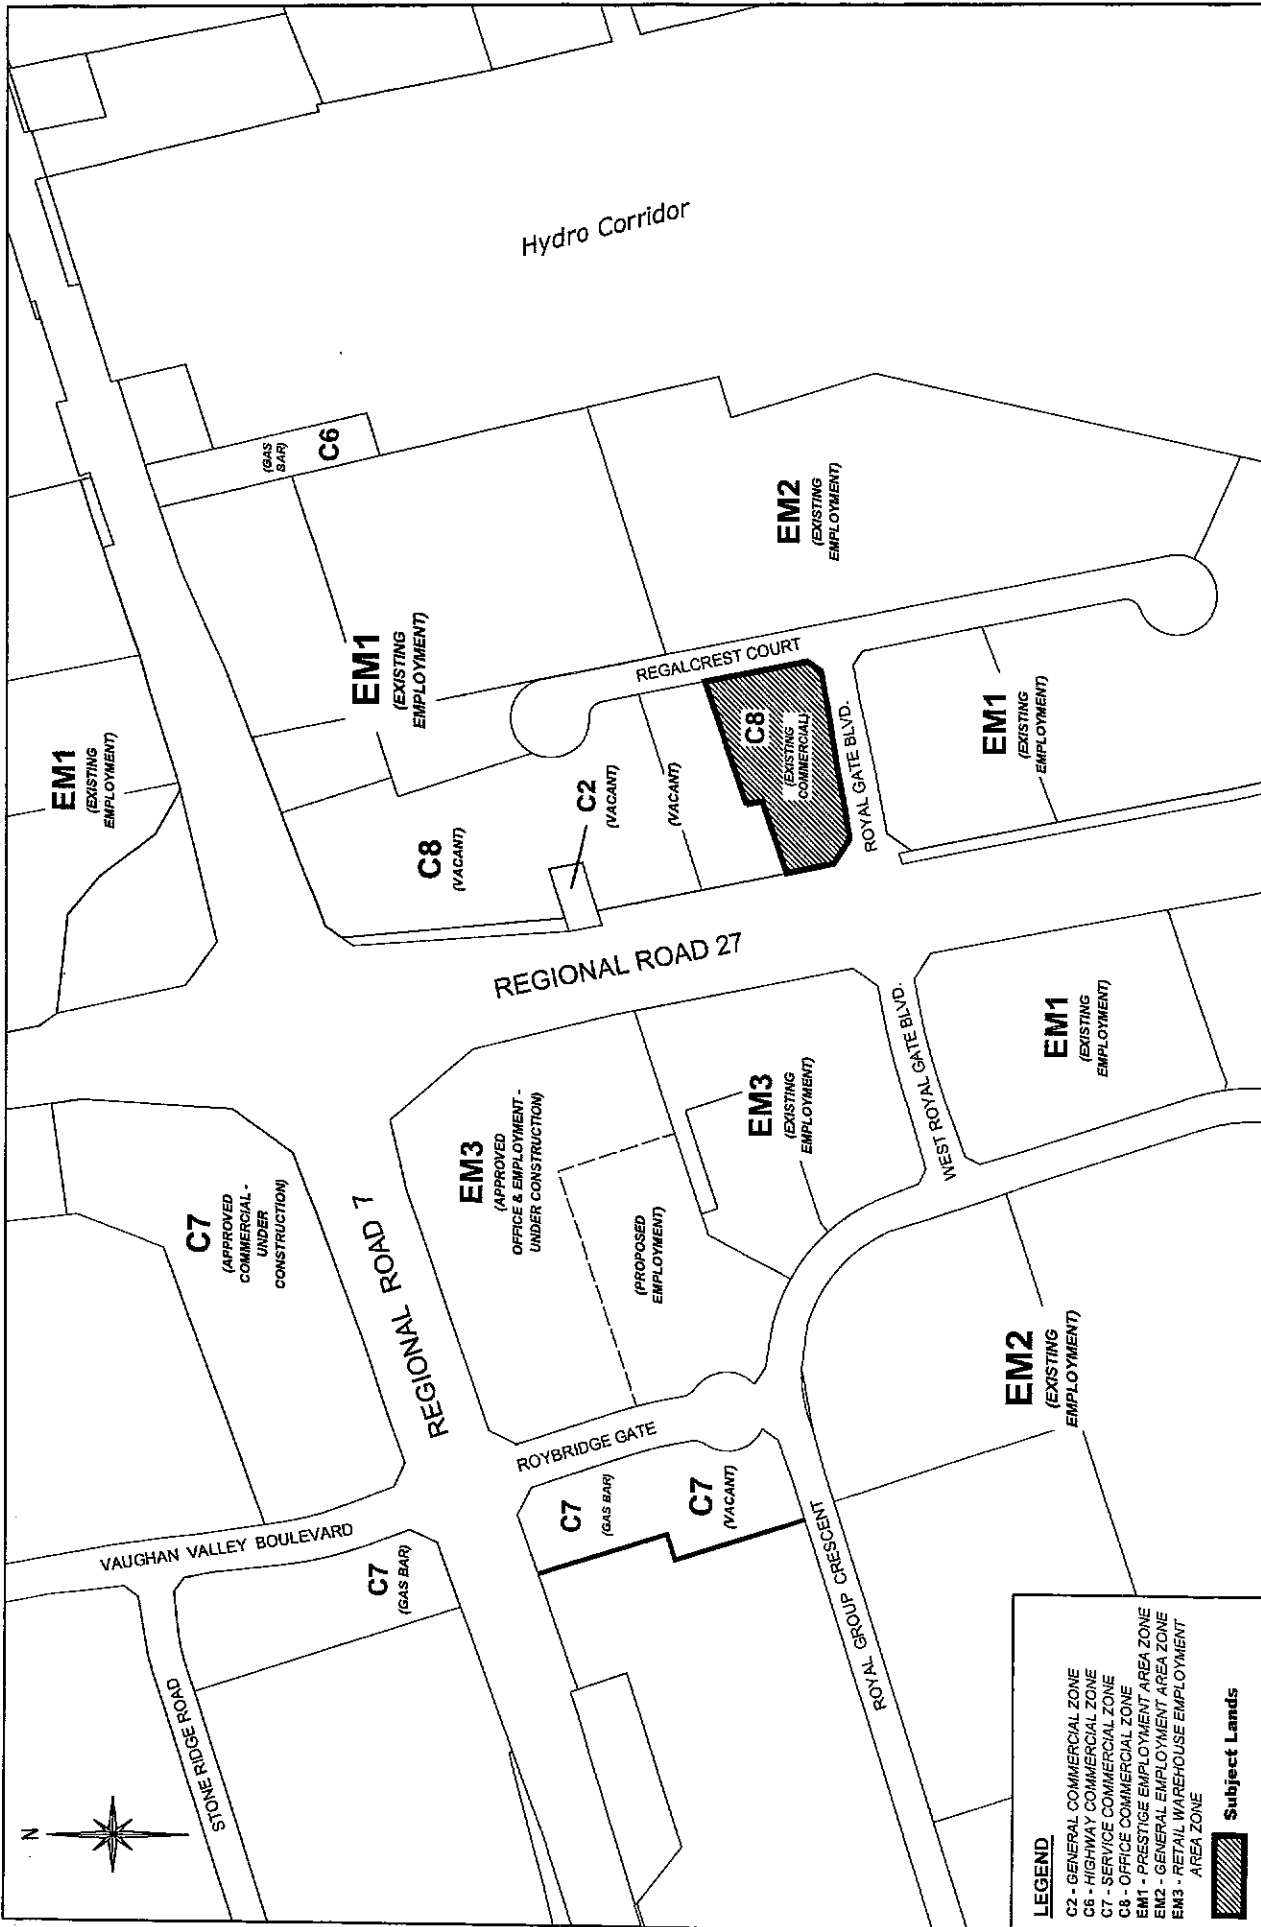 N
STONE RIDGE ROAD
VAUGHAN VALLEY BOULEVARD
C7
(GAS BAR)
C7
(APPROVED
COMMERCIAL -
UNDER
CONSTRUCTION)
REGIONAL ROAD 7
EM1
(EXISTING
EMPLOYMENT)
(GAS
BAR)
C6
Hydro Corridor
EM1
(EXISTING
EMPLOYMENT)
C8
(VACANT)
C2
(VACANT)
(VACANT)
REGALCREST COURT
C8
(EXISTING
COMMERCIAL)
ROYAL GATE BLVD.
EM2
(EXISTING
EMPLOYMENT)
EM1
(EXISTING
EMPLOYMENT)
REGIONAL ROAD 27
EM3
(APPROVED
OFFICE & EMPLOYMENT -
UNDER CONSTRUCTION)
(PROPOSED
EMPLOYMENT)
EM3
(EXISTING
EMPLOYMENT)
WEST ROYAL GATE BLVD.
EM1
(EXISTING
EMPLOYMENT)
ROYBRIDGE GATE
C7
(GAS BAR)
C7
(VACANT)
ROYAL GROUP CRESCENT
EM2
(EXISTING
EMPLOYMENT)
LEGEND
C2 - GENERAL COMMERCIAL ZONE
C6 - HIGHWAY COMMERCIAL ZONE
C7 - SERVICE COMMERCIAL ZONE
C8 - OFFICE COMMERCIAL ZONE
EM1 - PRESTIGE EMPLOYMENT AREA ZONE
EM2 - GENERAL EMPLOYMENT AREA ZONE
EM3 - RETAIL WAREHOUSE EMPLOYMENT
AREA ZONE
Subject Lands